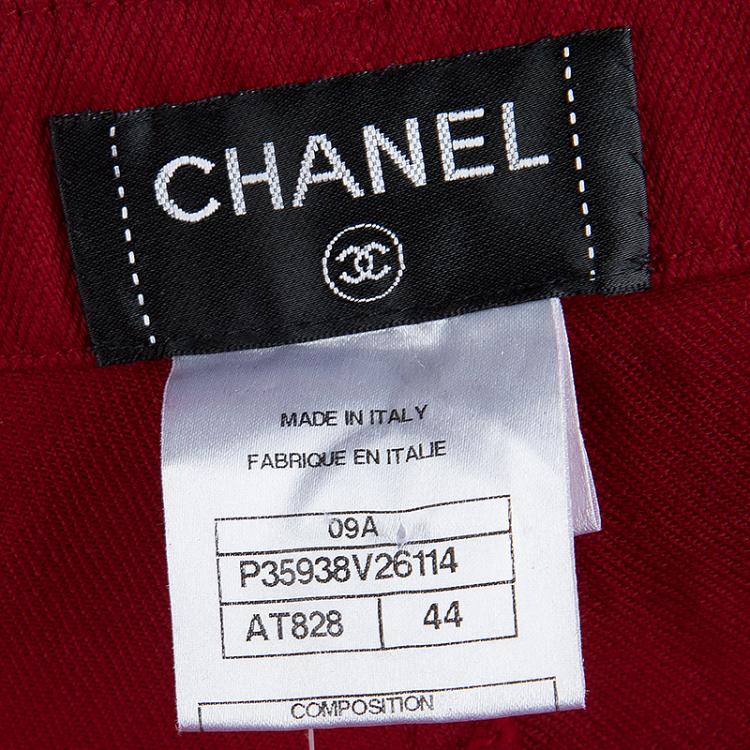 CHANEL
MADE IN ITALY
FABRIQUE EN ITALIE
09A
P35938V26114
AT828 44
COMPOSITION